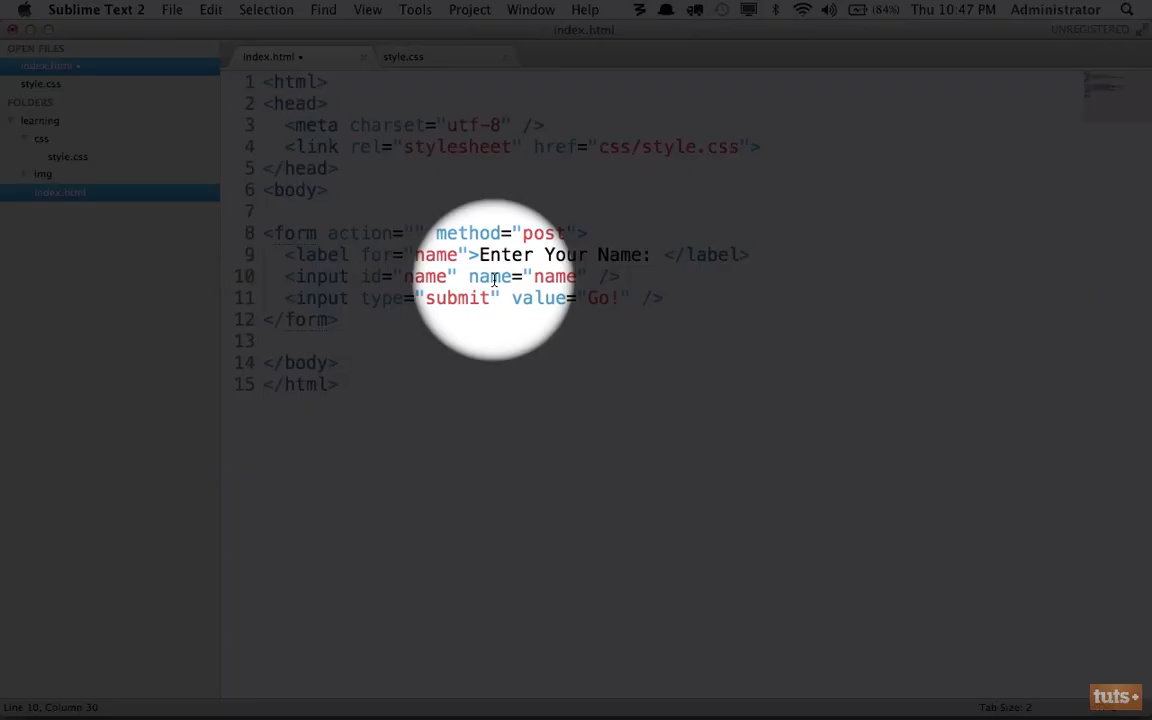 Sublime Text 2 File Edit Selection Find View Tools Project Window Help (84%) Thu 10:47 PM Administrator
index.html UNREGISTERED
OPEN FILES
index.html
style.css
FOLDERS
learning
css
style.css
img
index.html
index.html • style.css
1 <html>
2 <head>
3 <meta charset="utf-8" />
4 <link rel="stylesheet" href="css/style.css">
5 </head>
6 <body>
7
8 <form action="" method="post">
9 <label for="name">Enter Your Name: </label>
10 <input id="name" name="name" />
11 <input type="submit" value="Go!" />
12 </form>
13
14 </body>
15 </html>
Line 10, Column 30 Tab Size: 2
tuts+